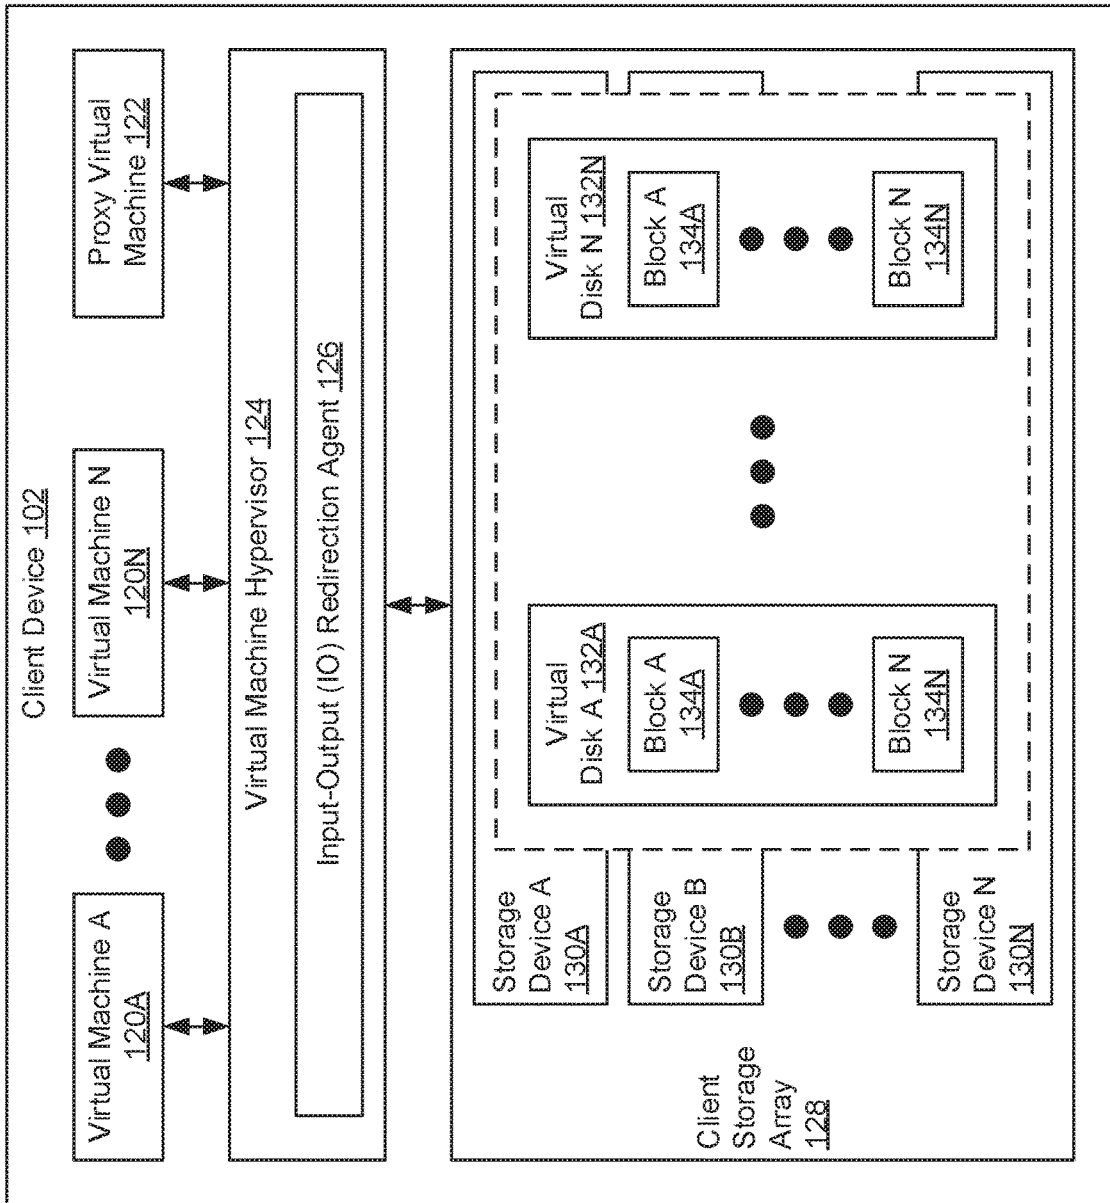 Client Device 102
Virtual Machine A
120A
Virtual Machine N
120N
Proxy Virtual
Machine 122
Virtual Machine Hypervisor 124
Input-Output (IO) Redirection Agent 126
Client
Storage
Array
128
Storage
Device A
130A
Storage
Device B
130B
Storage
Device N
130N
Virtual
Disk A 132A
Block A
134A
Block N
134N
Virtual
Disk N 132N
Block A
134A
Block N
134N